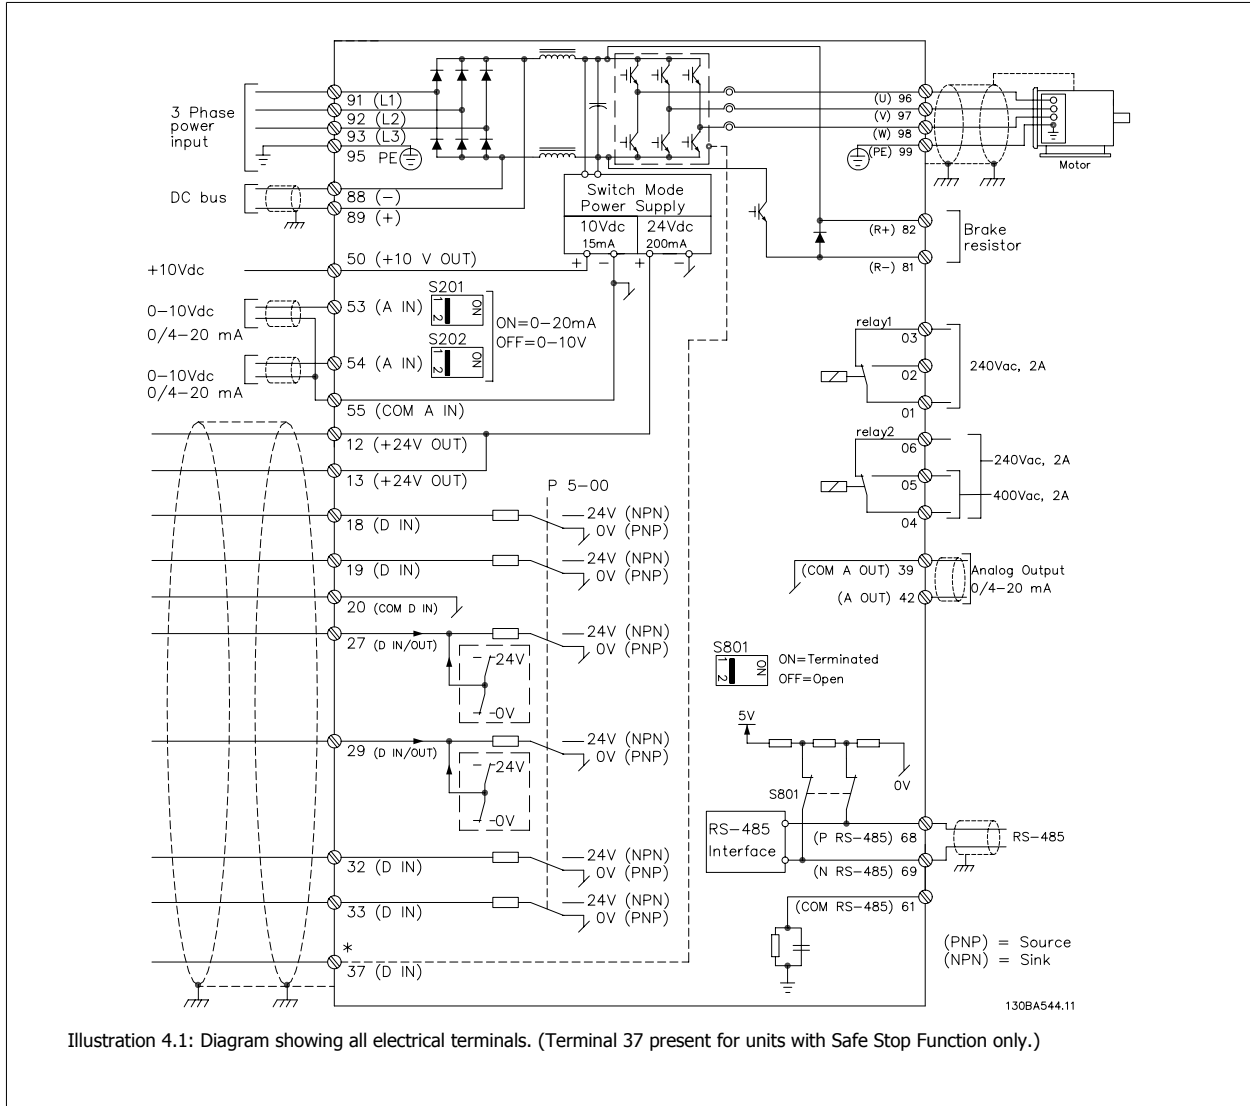 3 Phase
power
input
91 (L1)
92 (L2)
93 (L3)
95 PE
DC bus
88 (-)
89 (+)
+10Vdc
50 (+10 V OUT)
0-10Vdc
0/4-20 mA
53 (A IN)
S201
1 2
ON
ON=0-20mA
OFF=0-10V
S202
1 2
ON
0-10Vdc
0/4-20 mA
54 (A IN)
55 (COM A IN)
12 (+24V OUT)
13 (+24V OUT)
P 5-00
18 (D IN)
24V (NPN)
0V (PNP)
19 (D IN)
24V (NPN)
0V (PNP)
20 (COM D IN)
27 (D IN/OUT)
24V (NPN)
0V (PNP)
24V
0V
29 (D IN/OUT)
24V (NPN)
0V (PNP)
24V
0V
32 (D IN)
24V (NPN)
0V (PNP)
33 (D IN)
24V (NPN)
0V (PNP)
*
37 (D IN)
Switch Mode
Power Supply
10Vdc
15mA
24Vdc
200mA
+ - + -
(U) 96
(V) 97
(W) 98
(PE) 99
Motor
(R+) 82
(R-) 81
Brake
resistor
relay1
03
02
01
240Vac, 2A
relay2
06
05
04
240Vac, 2A
400Vac, 2A
(COM A OUT) 39
(A OUT) 42
Analog Output
0/4-20 mA
S801
1 2
ON
ON=Terminated
OFF=Open
5V
0V
S801
RS-485
Interface
(P RS-485) 68
(N RS-485) 69
RS-485
(COM RS-485) 61
(PNP) = Source
(NPN) = Sink
130BA544.11
Illustration 4.1: Diagram showing all electrical terminals. (Terminal 37 present for units with Safe Stop Function only.)